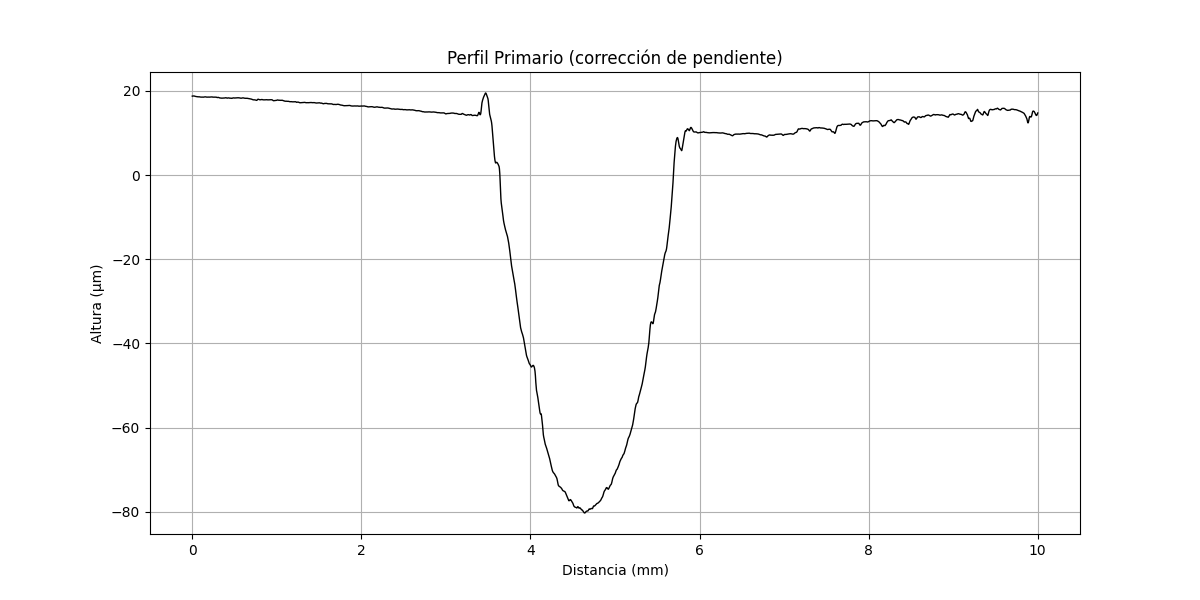 Perfil Primario (corrección de pendiente)
Altura (µm)
20
0
−20
−40
−60
−80
0 2 4 6 8 10
Distancia (mm)